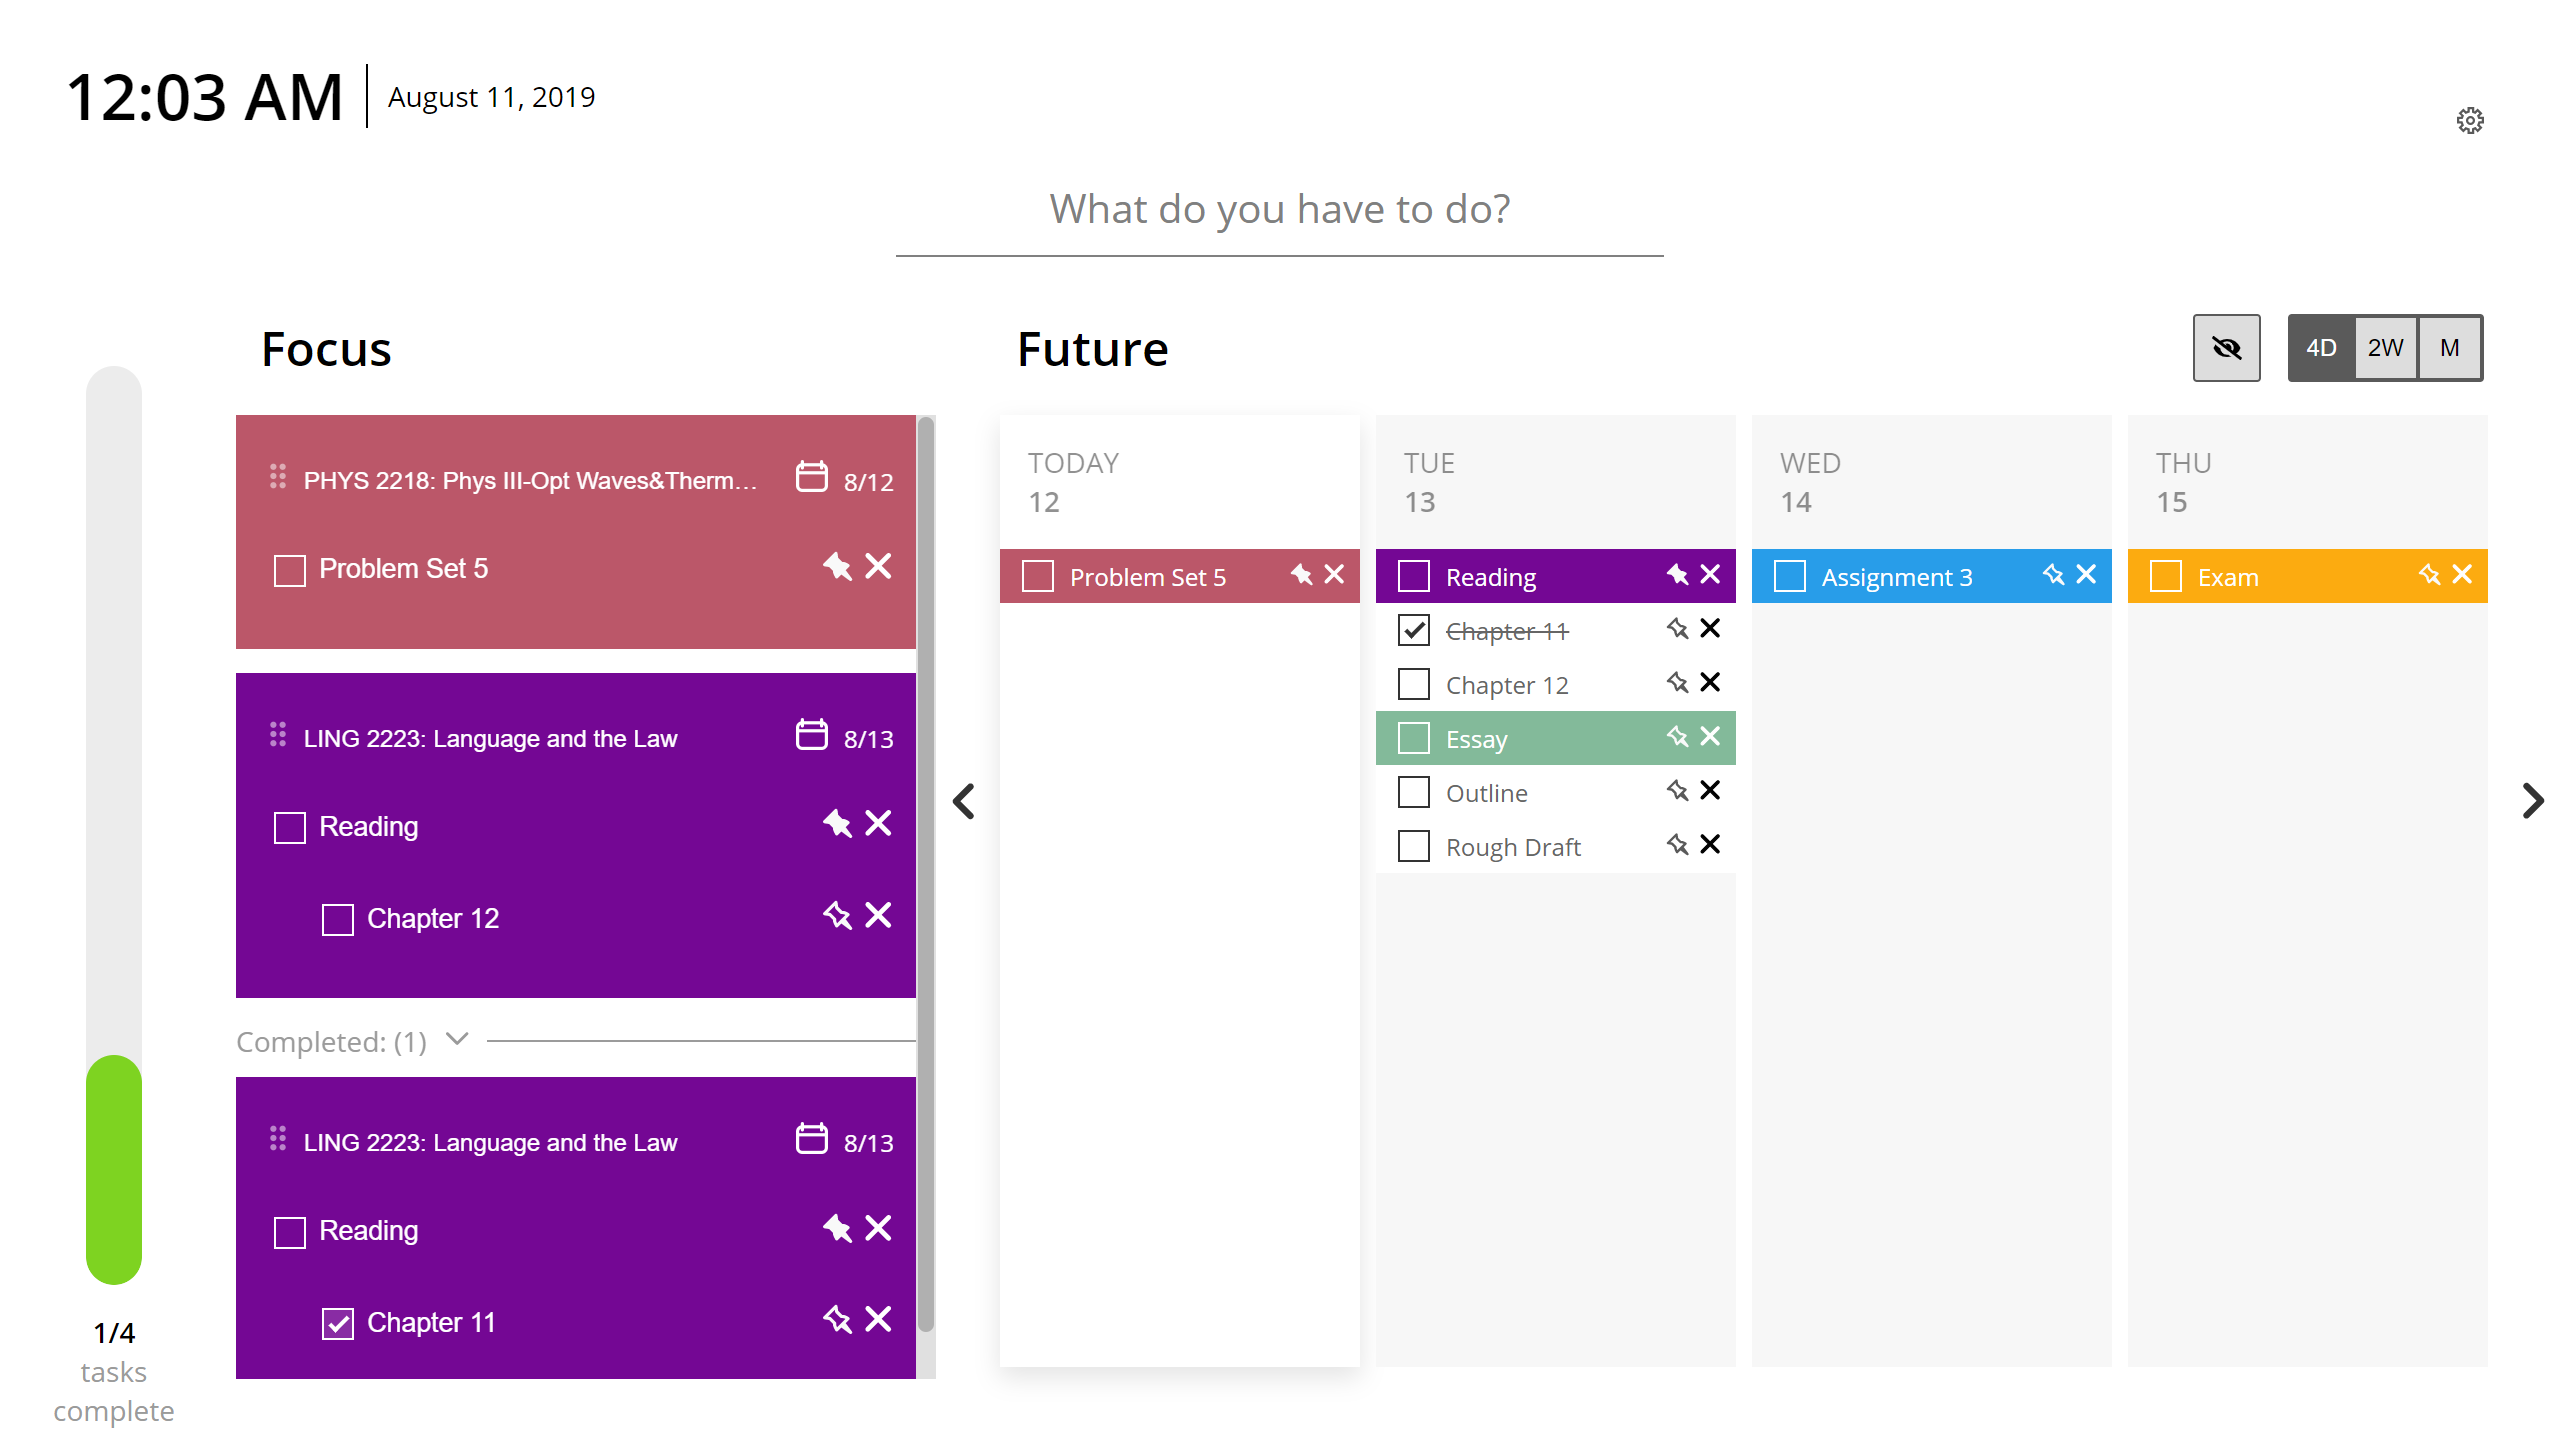 12:03 AM
August 11, 2019
What do you have to do?
Focus
PHYS 2218: Phys III-Opt Waves&Therm...
8/12
Problem Set 5
LING 2223: Language and the Law
8/13
Reading
Chapter 12
Completed: (1)
LING 2223: Language and the Law
8/13
Reading
Chapter 11
1/4
tasks
complete
Future
4D
2W
M
TODAY
12
Problem Set 5
TUE
13
Reading
Chapter 11
Chapter 12
Essay
Outline
Rough Draft
WED
14
Assignment 3
THU
15
Exam